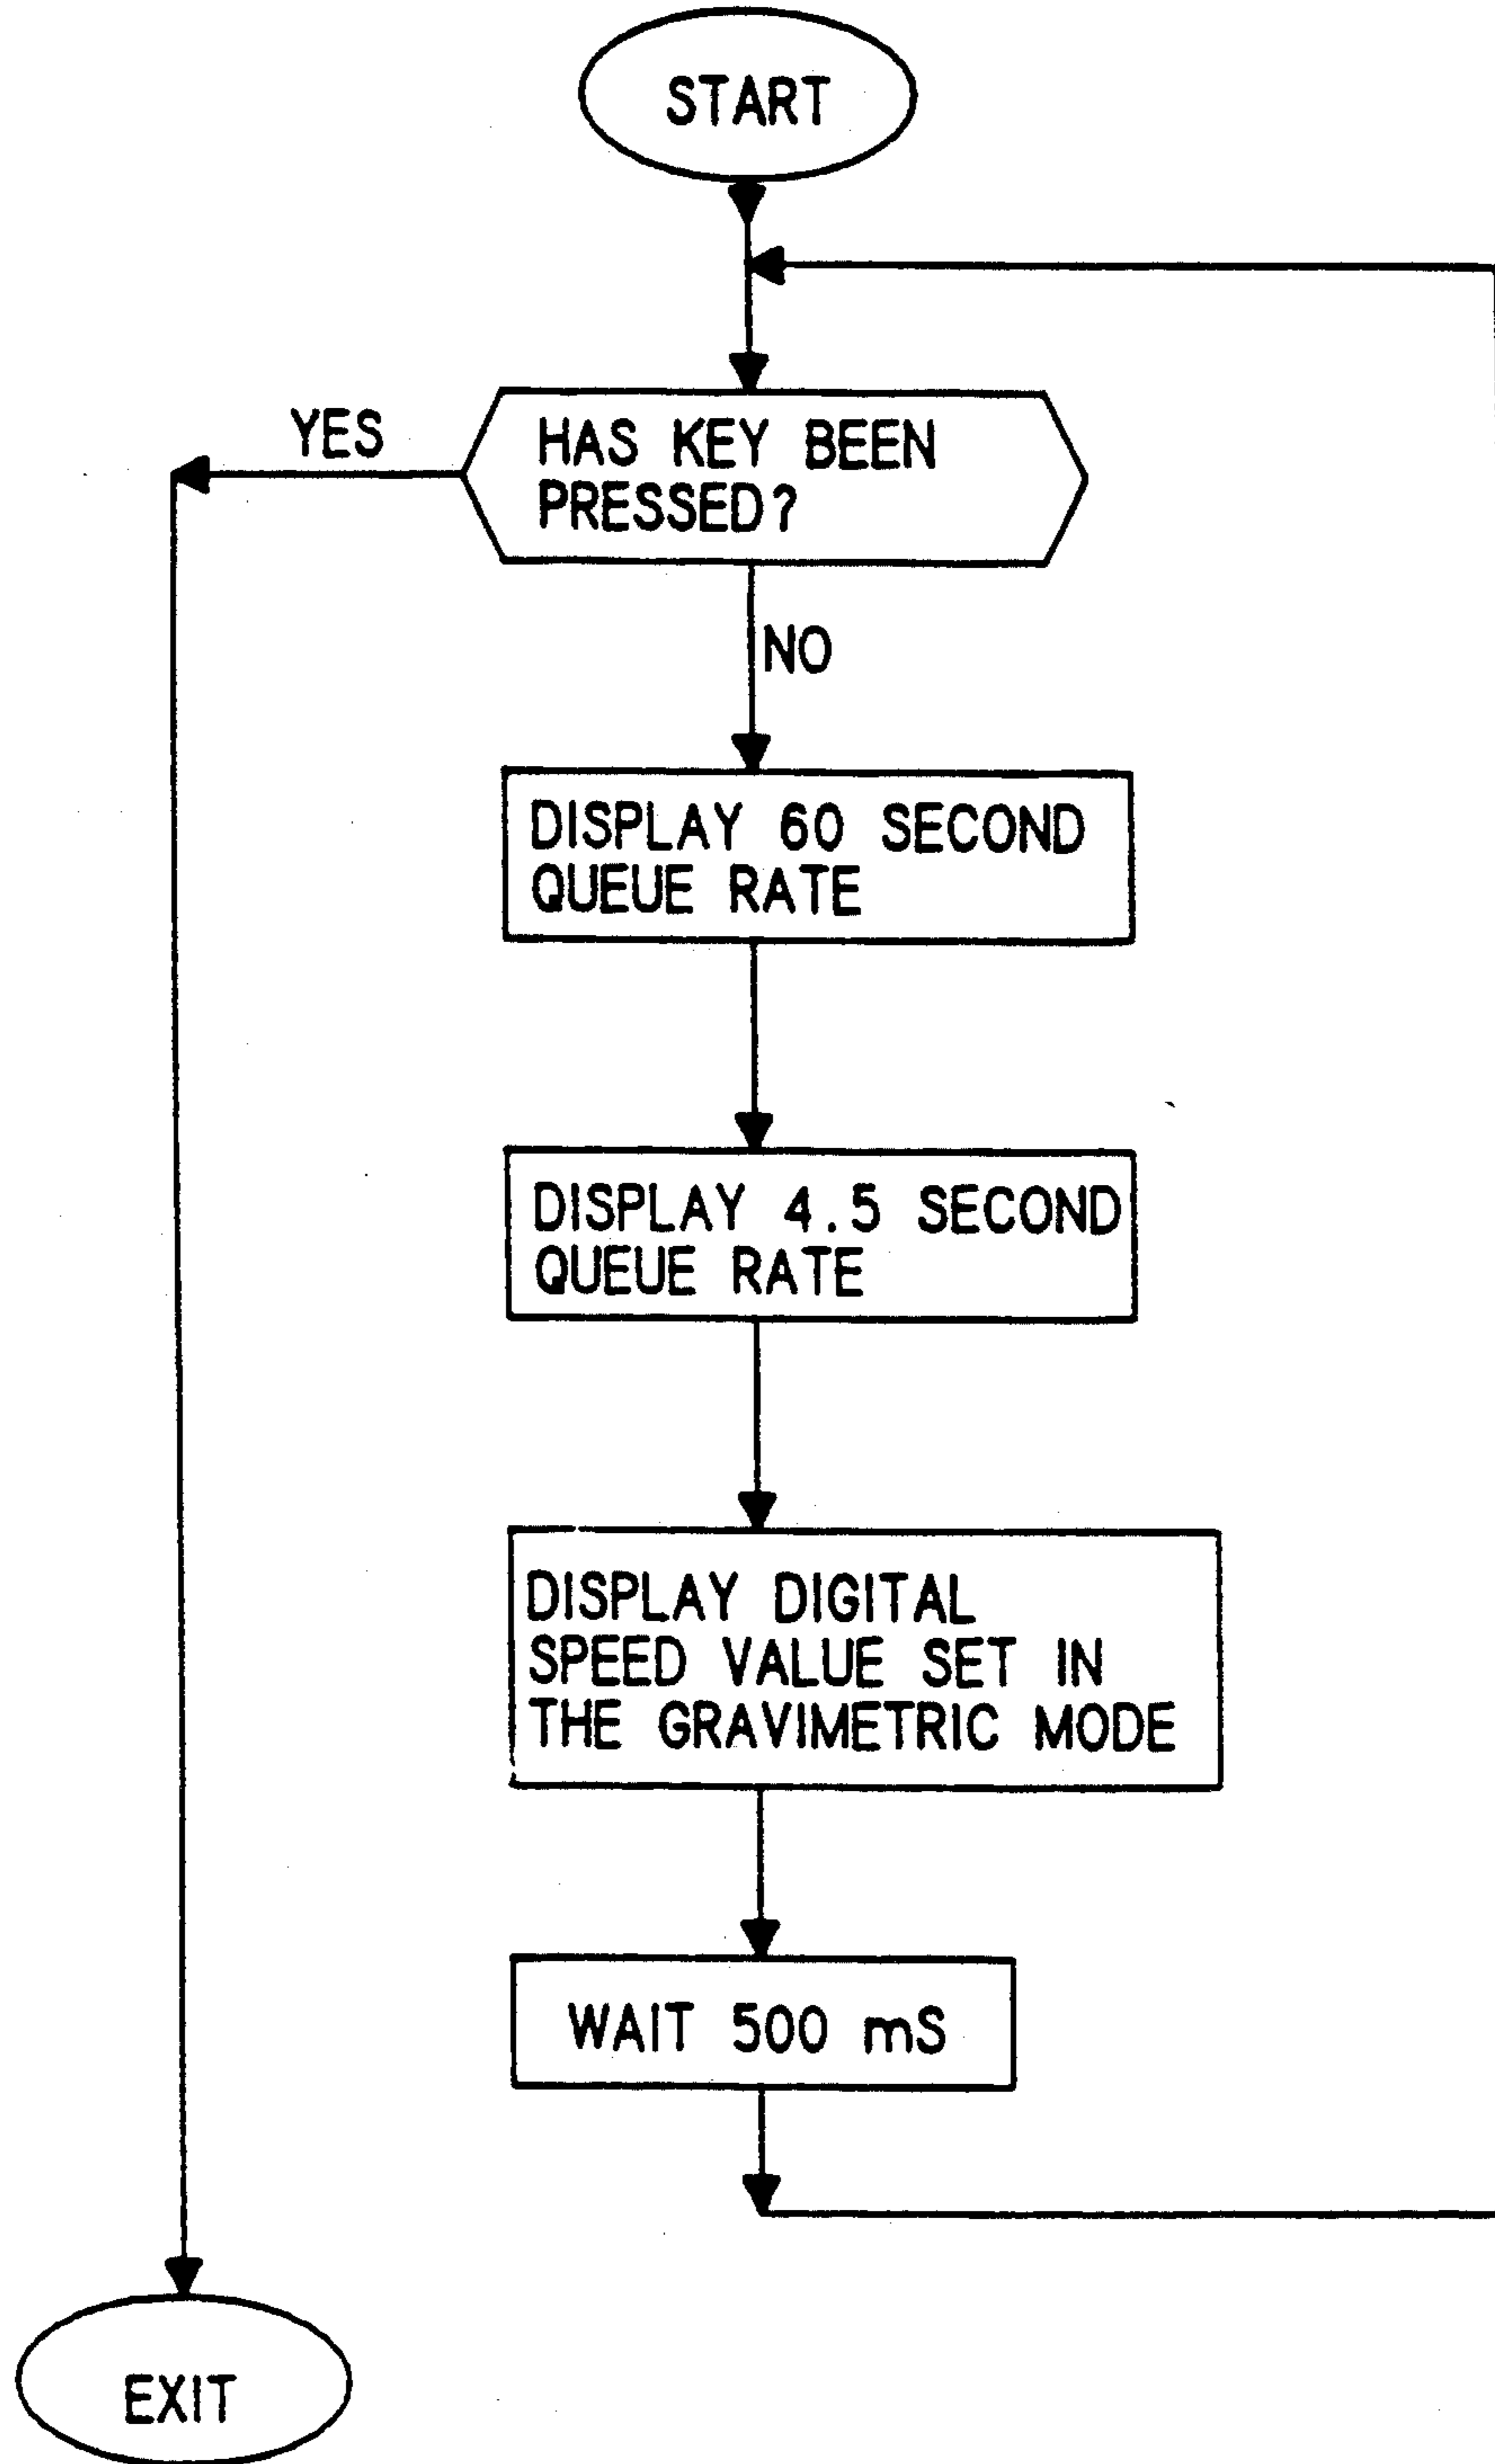 START
YES
HAS KEY BEEN
PRESSED?
NO
DISPLAY 60 SECOND
QUEUE RATE
DISPLAY 4.5 SECOND
QUEUE RATE
DISPLAY DIGITAL
SPEED VALUE SET IN
THE GRAVIMETRIC MODE
WAIT 500 mS
EXIT